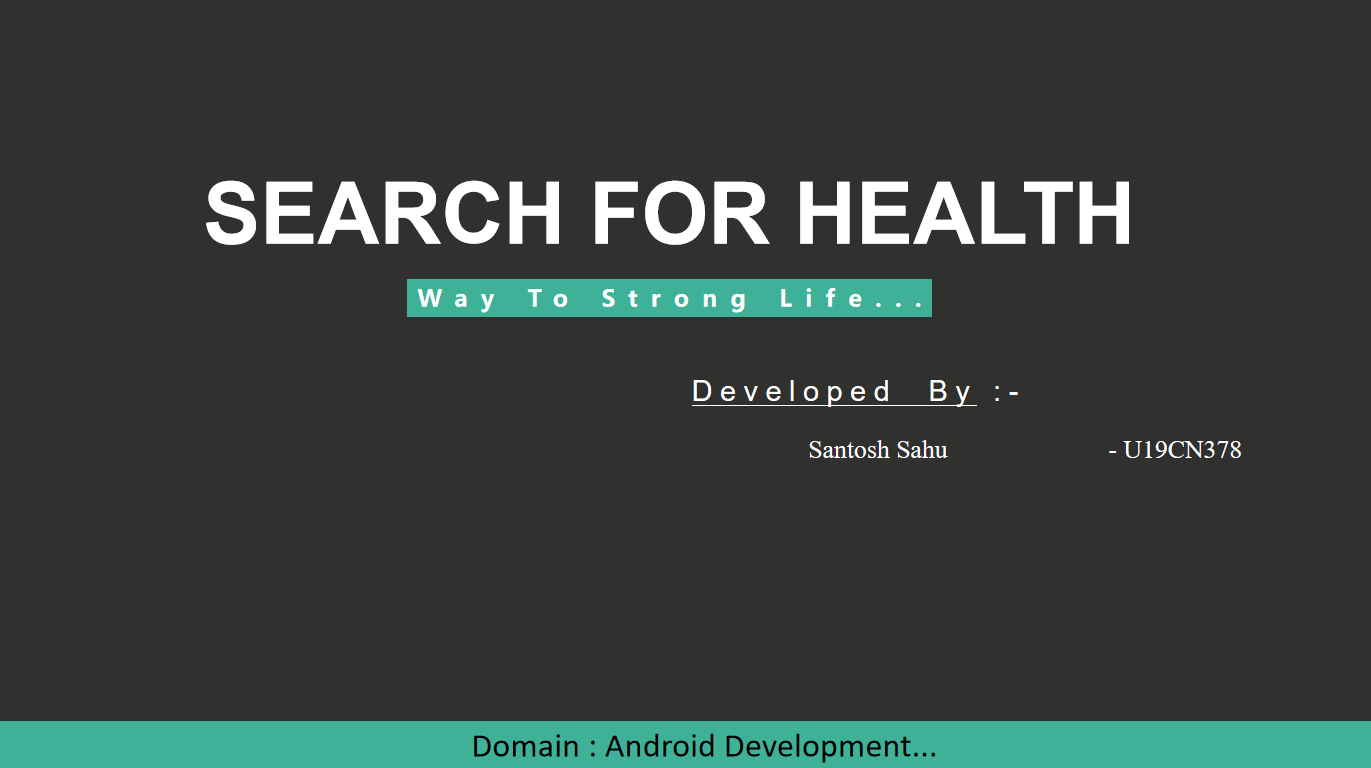 SEARCH FOR HEALTH
Way To Strong Life...
Developed By :-
Santosh Sahu - U19CN378
Domain : Android Development...